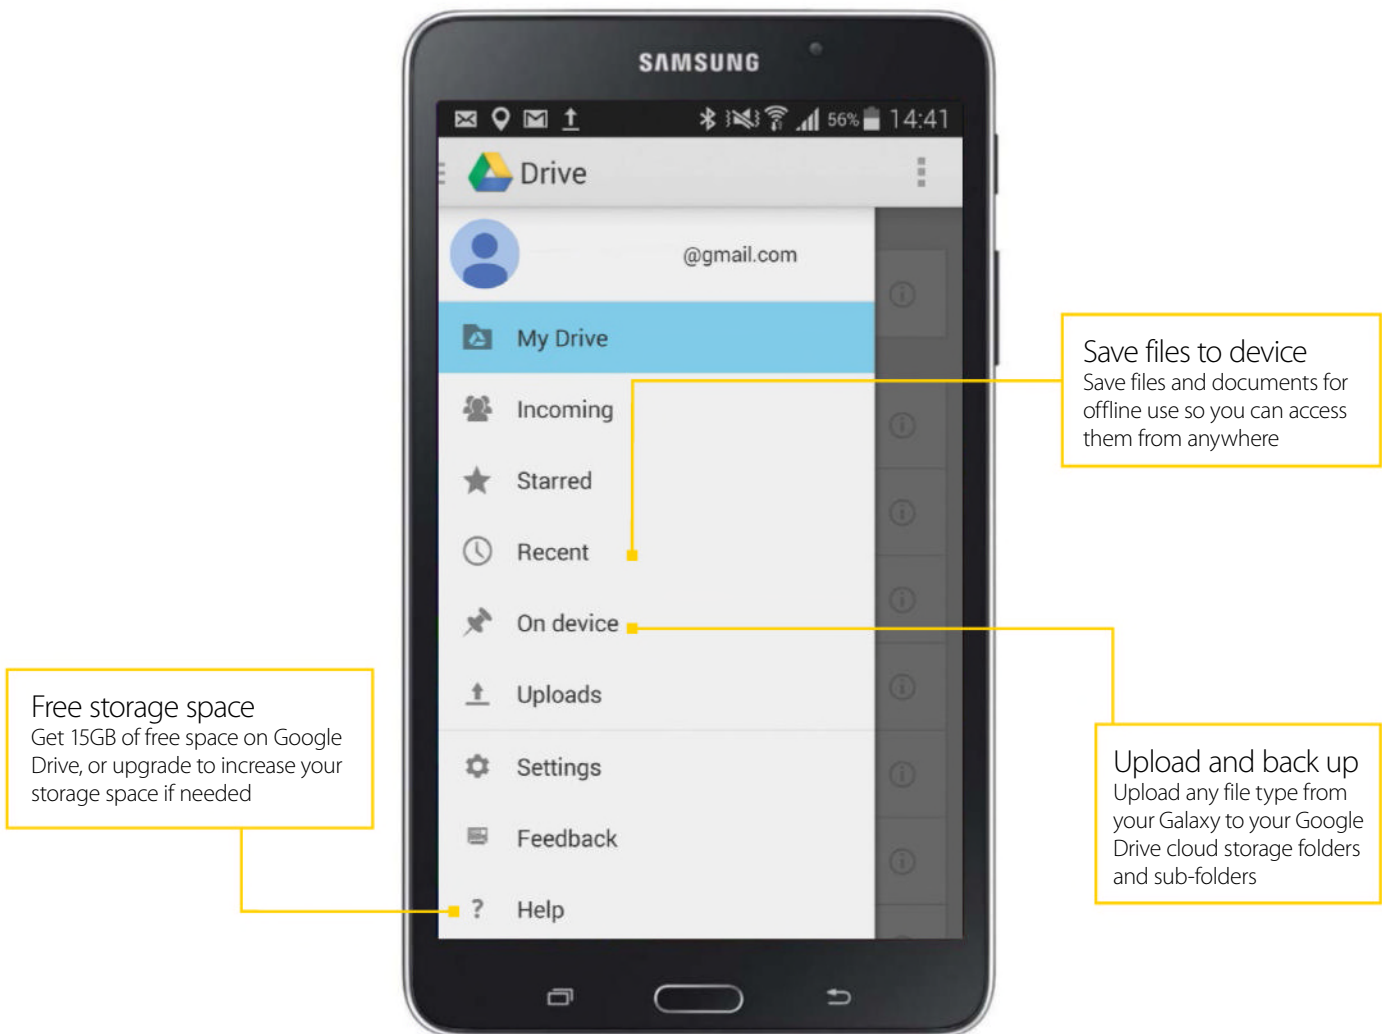 SAMSUNG
56% 14:41
Drive
@gmail.com
My Drive
Incoming
Starred
Recent
On device
Uploads
Settings
Feedback
? Help
Save files to device
Save files and documents for
offline use so you can access
them from anywhere
Free storage space
Get 15GB of free space on Google
Drive, or upgrade to increase your
storage space if needed
Upload and back up
Upload any file type from
your Galaxy to your Google
Drive cloud storage folders
and sub-folders